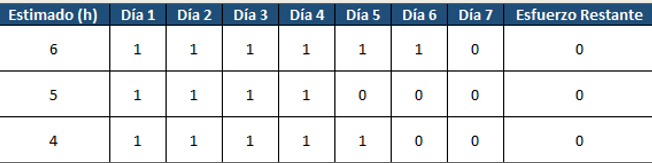 Estimado (h) Día 1 Día 2 Día 3 Día 4 Día 5 Día 6 Día 7 Esfuerzo Restante
6 1 1 1 1 1 1 0 0
5 1 1 1 1 0 0 0 0
4 1 1 1 1 1 0 0 0